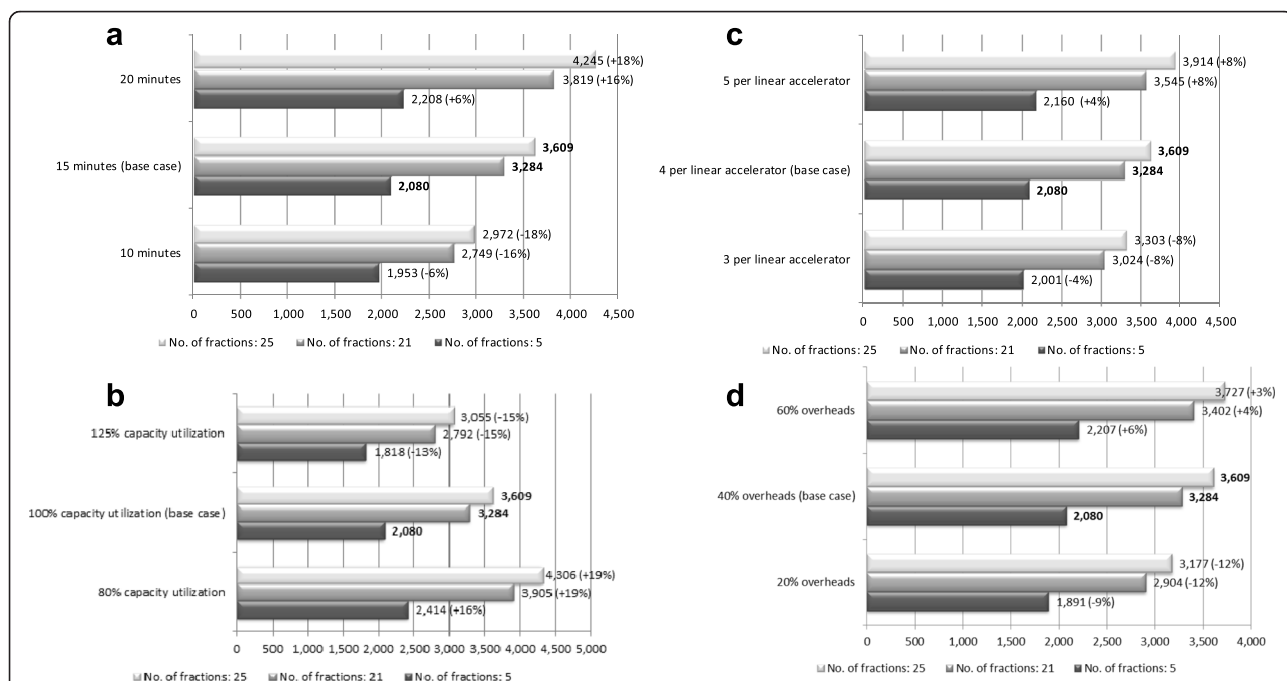 a
20 minutes
4,245 (+18%)
3,819 (+16%)
2,208 (+6%)
15 minutes (base case)
3,609
3,284
2,080
10 minutes
2,972 (-18%)
2,749 (-16%)
1,953 (-6%)
0 500 1,000 1,500 2,000 2,500 3,000 3,500 4,000 4,500
No. of fractions: 25 No. of fractions: 21 No. of fractions: 5
c
5 per linear accelerator
3,914 (+8%)
3,545 (+8%)
2,160 (+4%)
4 per linear accelerator (base case)
3,609
3,284
2,080
3 per linear accelerator
3,303 (-8%)
3,024 (-8%)
2,001 (-4%)
0 500 1,000 1,500 2,000 2,500 3,000 3,500 4,000 4,500
No. of fractions: 25 No. of fractions: 21 No. of fractions: 5
b
125% capacity utilization
3,055 (-15%)
2,792 (-15%)
1,818 (-13%)
100% capacity utilization (base case)
3,609
3,284
2,080
80% capacity utilization
4,306 (+19%)
3,905 (+19%)
2,414 (+16%)
0 500 1,000 1,500 2,000 2,500 3,000 3,500 4,000 4,500 5,000
No. of fractions: 25 No. of fractions: 21 No. of fractions: 5
d
60% overheads
3,727 (+3%)
3,402 (+4%)
2,207 (+6%)
40% overheads (base case)
3,609
3,284
2,080
20% overheads
3,177 (-12%)
2,904 (-12%)
1,891 (-9%)
0 500 1,000 1,500 2,000 2,500 3,000 3,500 4,000
No. of fractions: 25 No. of fractions: 21 No. of fractions: 5